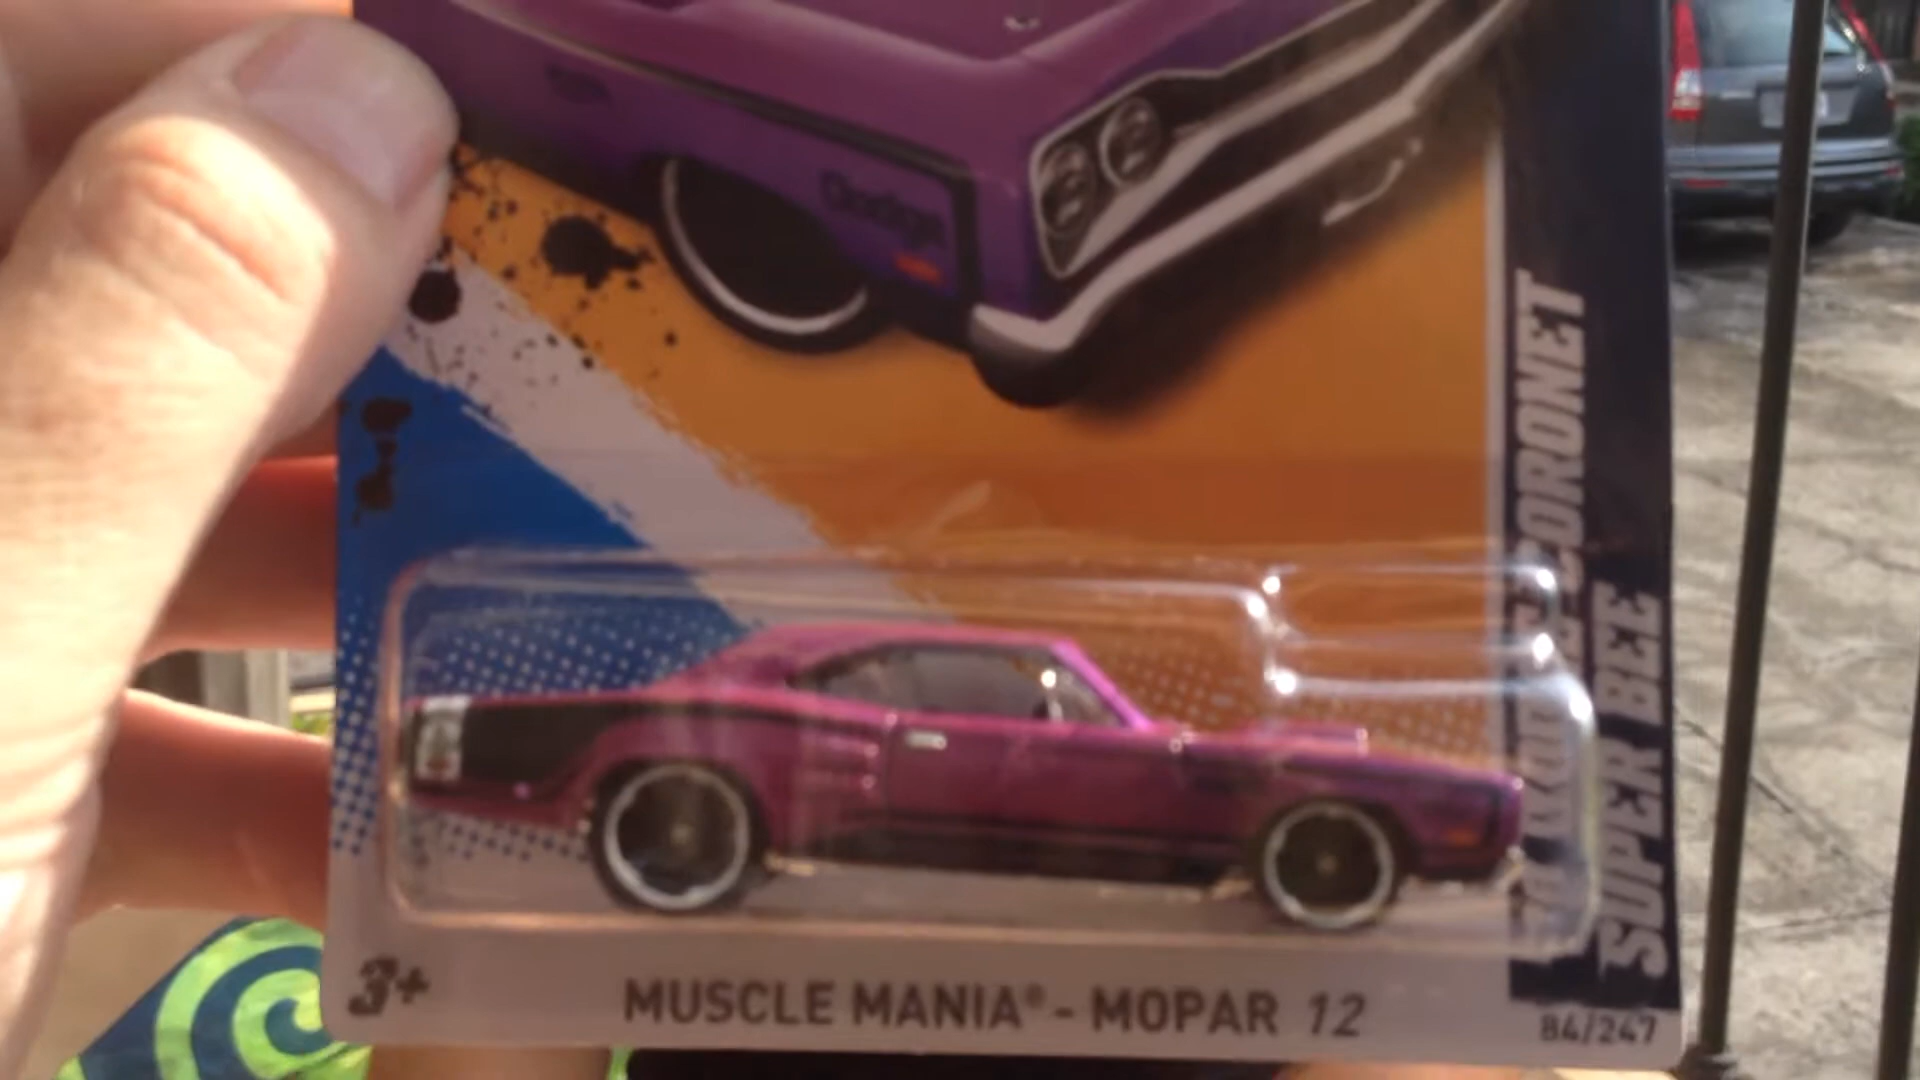 Dodge
CORONET
SUPER BEE
3+
MUSCLE MANIA® - MOPAR 12
84/247